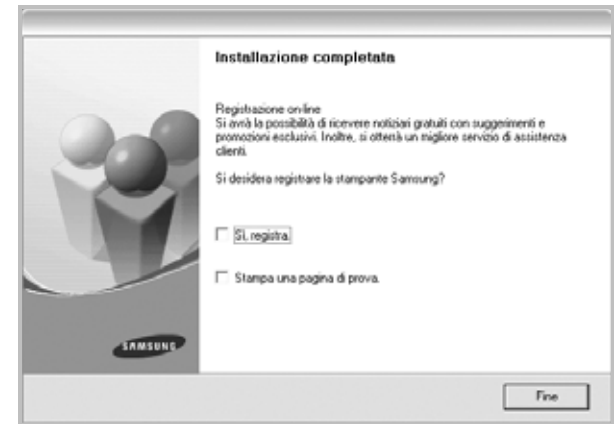 Installazione completata
Registrazione on-line
Si avrà la possibilità di ricevere notiziari gratuiti con suggerimenti e
promozioni esclusivi. Inoltre, si otterrà un migliore servizio di assistenza
clienti.
Si desidera registrare la stampante Samsung?
Sì, registra.
Stampa una pagina di prova.
SAMSUNG
Fine